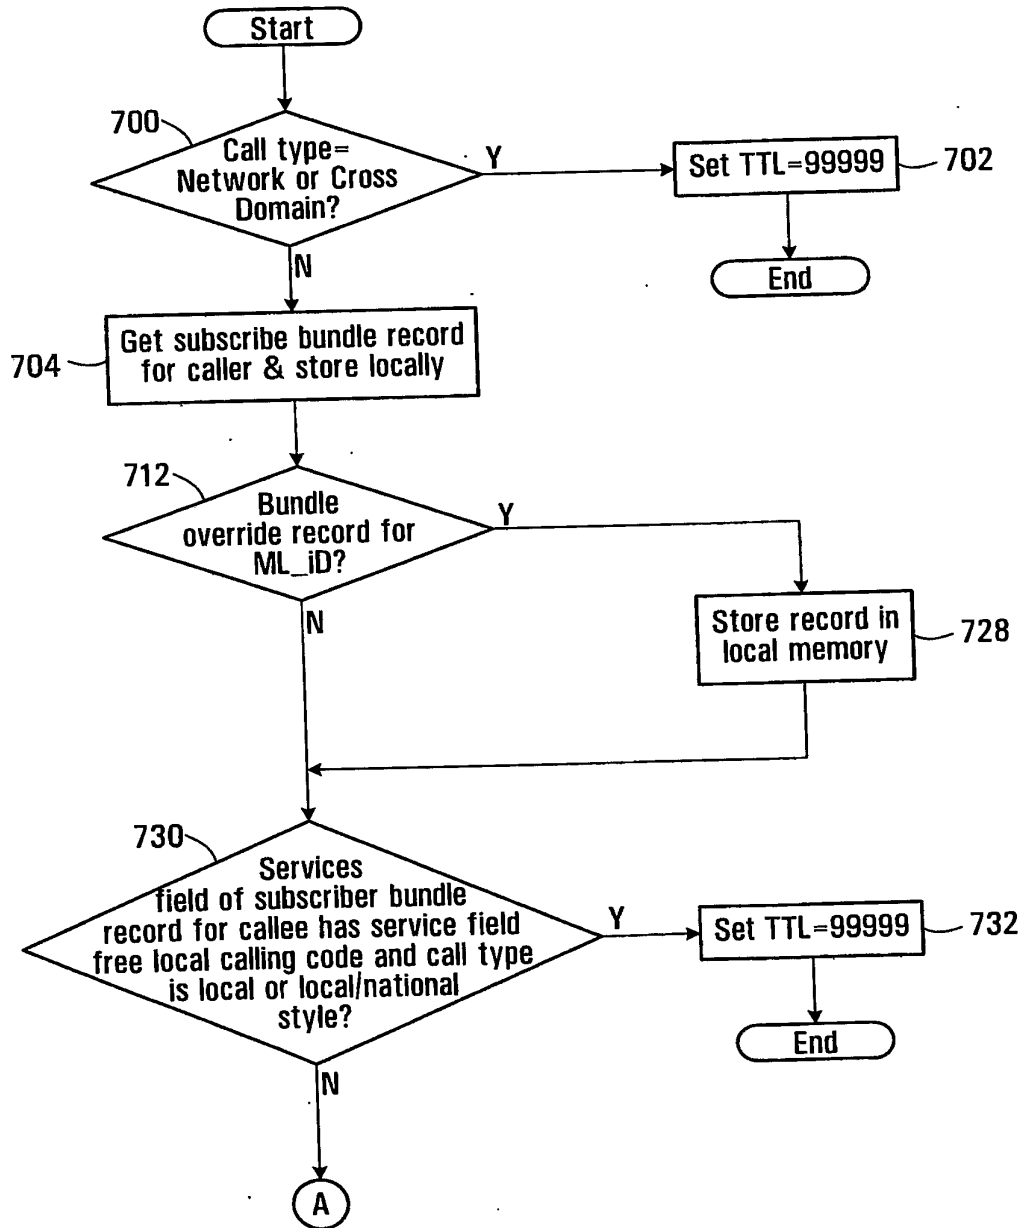 Start
700
Call type=
Network or Cross
Domain?
Y
Set TTL=99999
702
End
N
704
Get subscribe bundle record
for caller & store locally
712
Bundle
override record for
ML_iD?
Y
N
Store record in
local memory
728
730
Services
field of subscriber bundle
record for callee has service field
free local calling code and call type
is local or local/national
style?
Y
Set TTL=99999
732
End
N
A